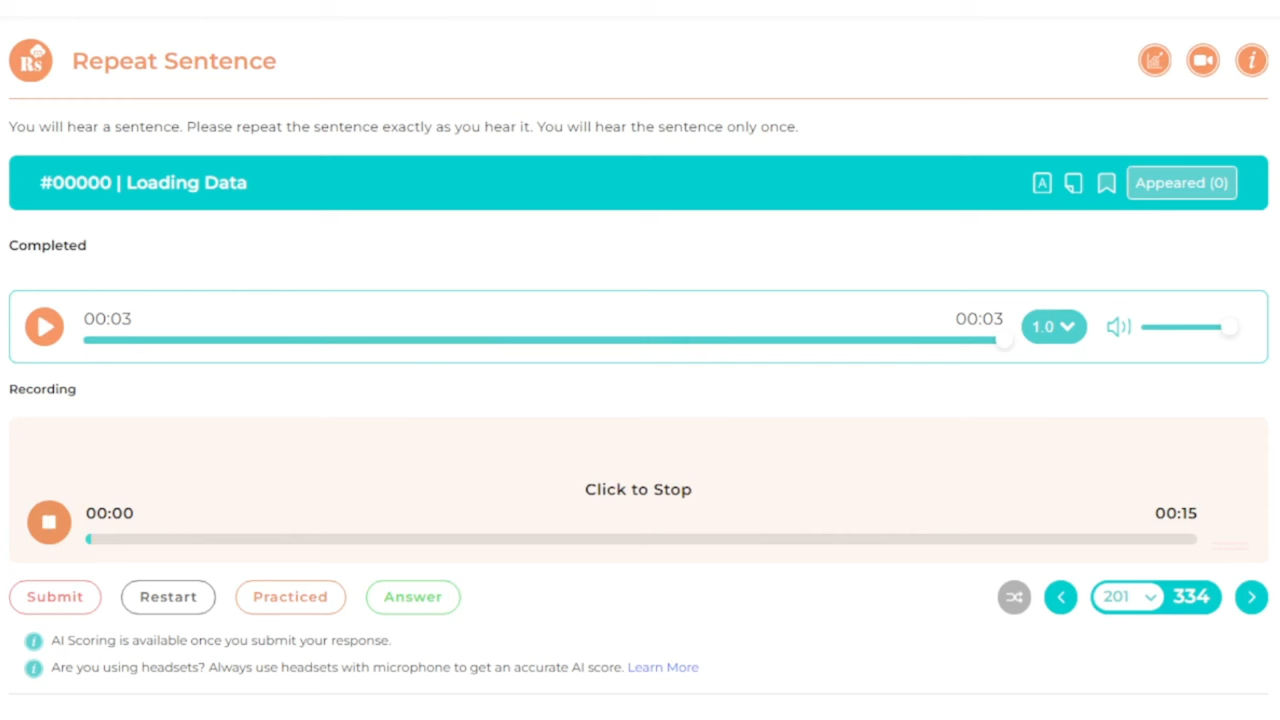 Rs Repeat Sentence
You will hear a sentence. Please repeat the sentence exactly as you hear it. You will hear the sentence only once.
#00000 | Loading Data
A
Appeared (0)
Completed
00:03
00:03
1.0
Recording
Click to Stop
00:00
00:15
Submit
Restart
Practiced
Answer
201
334
AI Scoring is available once you submit your response.
Are you using headsets? Always use headsets with microphone to get an accurate AI score. Learn More